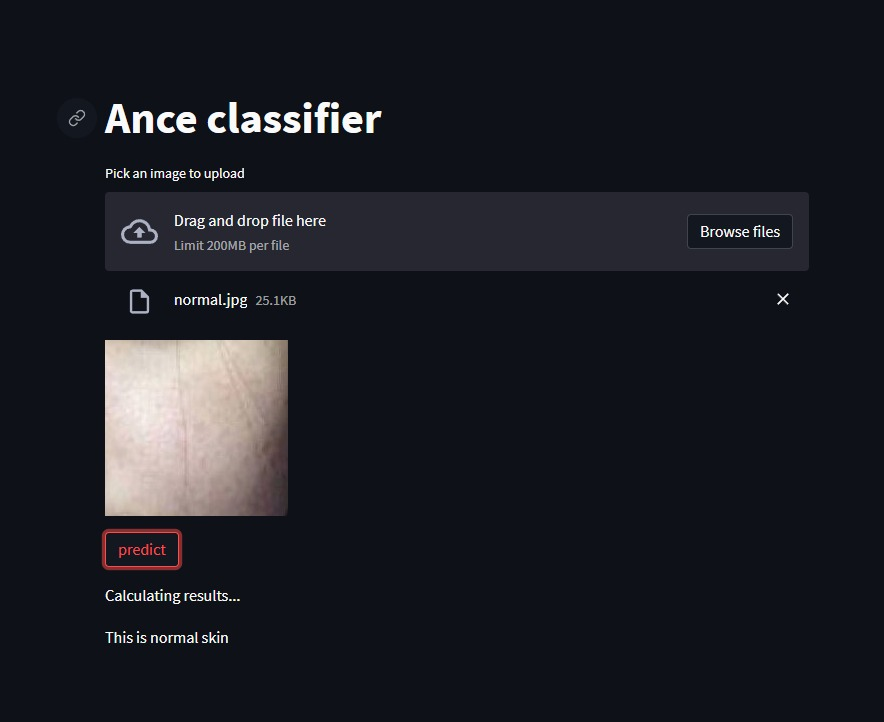 Ance classifier
Pick an image to upload
Drag and drop file here
Limit 200MB per file
Browse files
normal.jpg 25.1KB
predict
Calculating results...
This is normal skin